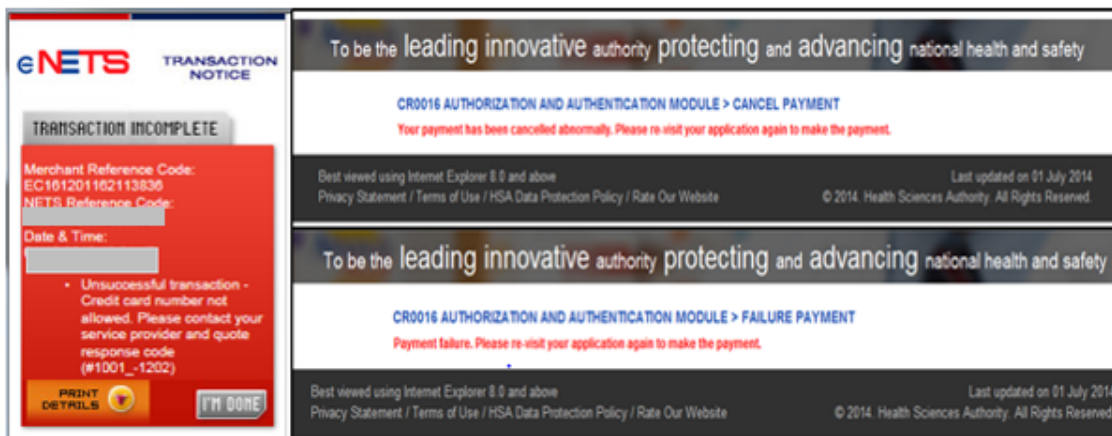 eNETS
TRANSACTION
NOTICE
TRANSACTION INCOMPLETE
Merchant Reference Code:
EC161201162113836
NETS Reference Code:
Date & Time:
• Unsuccessful transaction -
Credit card number not
allowed. Please contact your
service provider and quote
response code
(#1001_-1202)
PRINT
DETAILS
I'M DONE
To be the leading innovative authority protecting and advancing national health and safety
CR0016 AUTHORIZATION AND AUTHENTICATION MODULE > CANCEL PAYMENT
Your payment has been cancelled abnormally. Please re-visit your application again to make the payment.
Best viewed using Internet Explorer 8.0 and above
Last updated on 01 July 2014
Privacy Statement / Terms of Use / HSA Data Protection Policy / Rate Our Website
© 2014. Health Sciences Authority. All Rights Reserved.
To be the leading innovative authority protecting and advancing national health and safety
CR0016 AUTHORIZATION AND AUTHENTICATION MODULE > FAILURE PAYMENT
Payment failure. Please re-visit your application again to make the payment.
Best viewed using Internet Explorer 8.0 and above
Last updated on 01 July 2014
Privacy Statement / Terms of Use / HSA Data Protection Policy / Rate Our Website
© 2014. Health Sciences Authority. All Rights Reserved